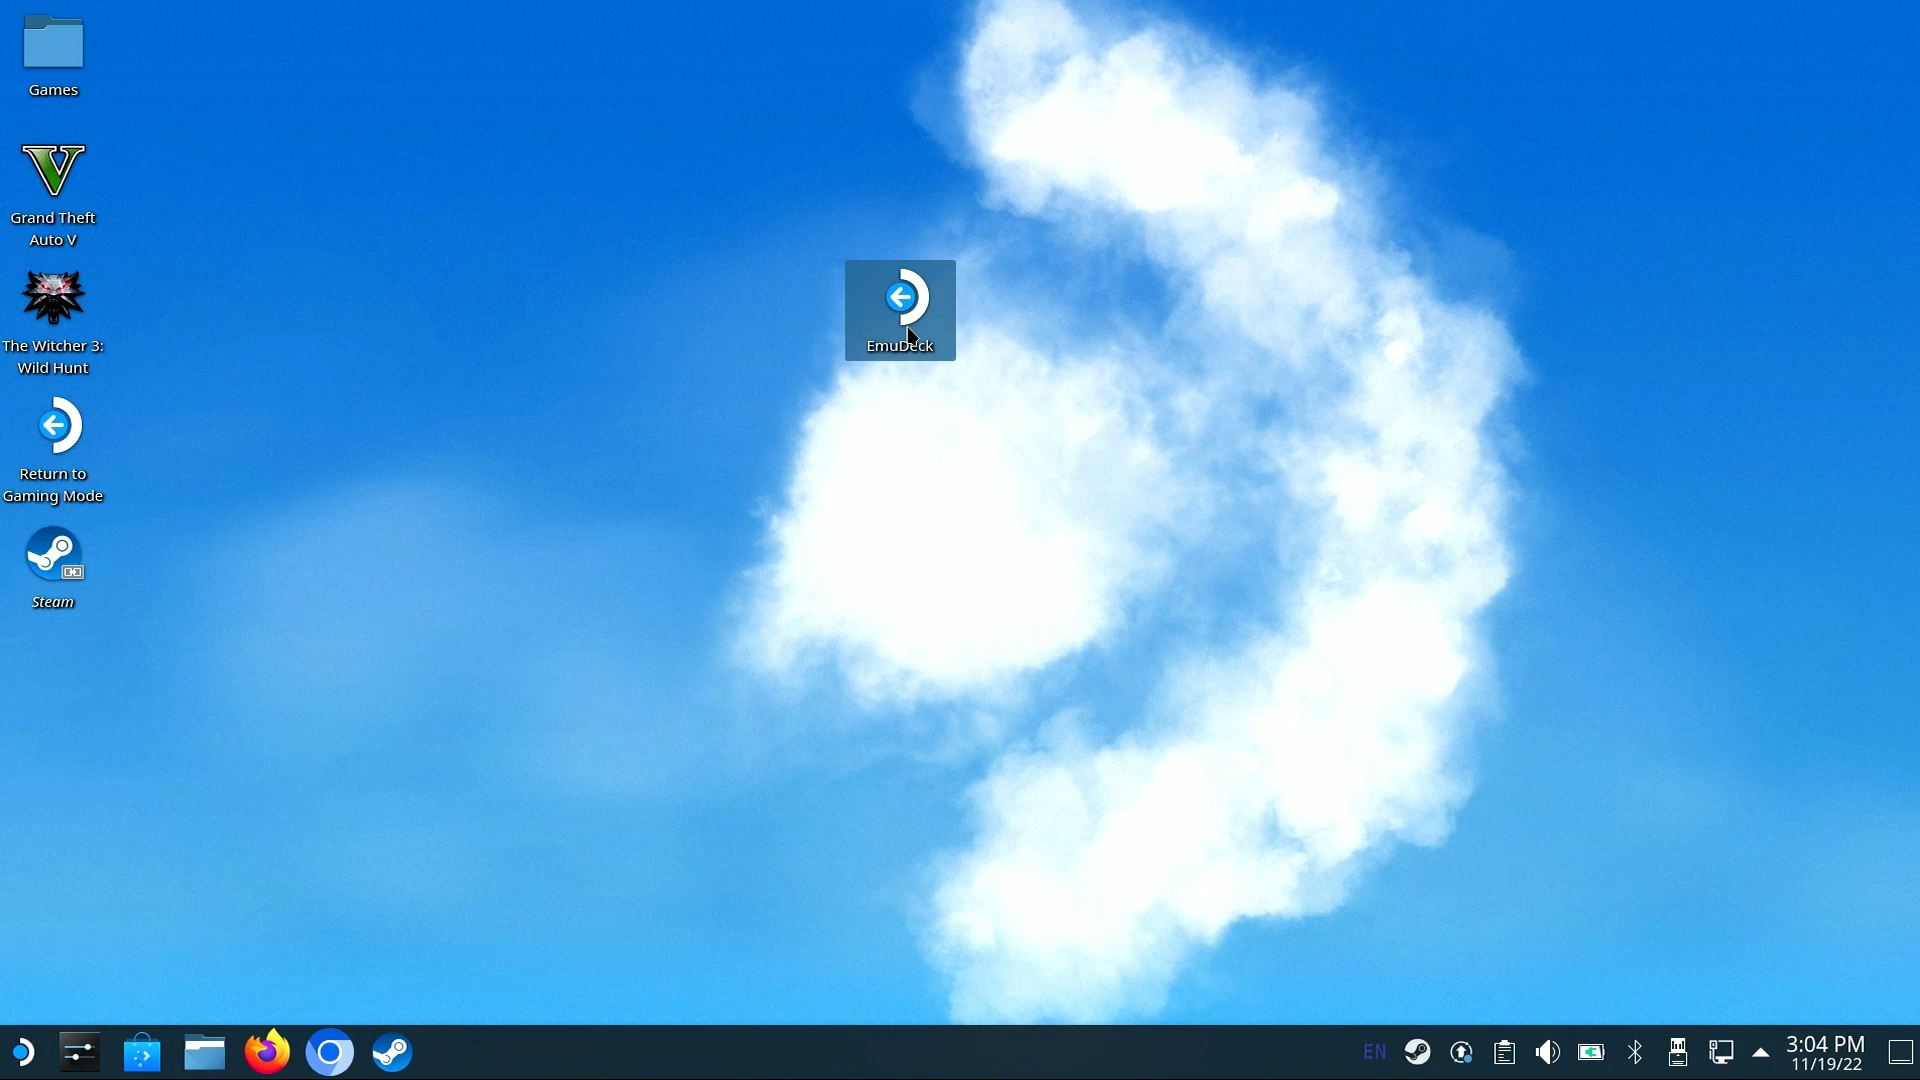 Games
Grand Theft
Auto V
The Witcher 3:
Wild Hunt
Return to
Gaming Mode
Steam
EmuDeck
EN
3:04 PM
11/19/22